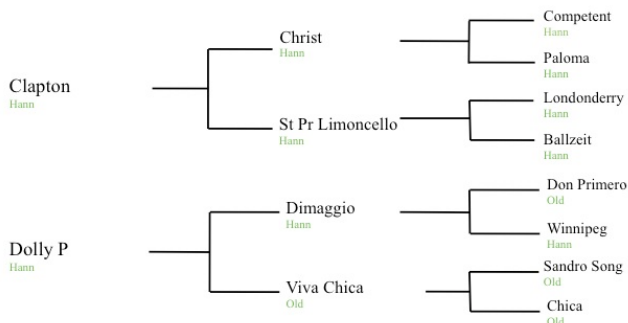 Competent
Hann
Christ
Hann
Paloma
Hann
Clapton
Hann
Londonderry
Hann
St Pr Limoncello
Hann
Ballzeit
Hann
Don Primero
Old
Dimaggio
Hann
Winnipeg
Hann
Dolly P
Hann
Sandro Song
Old
Viva Chica
Old
Chica
Old